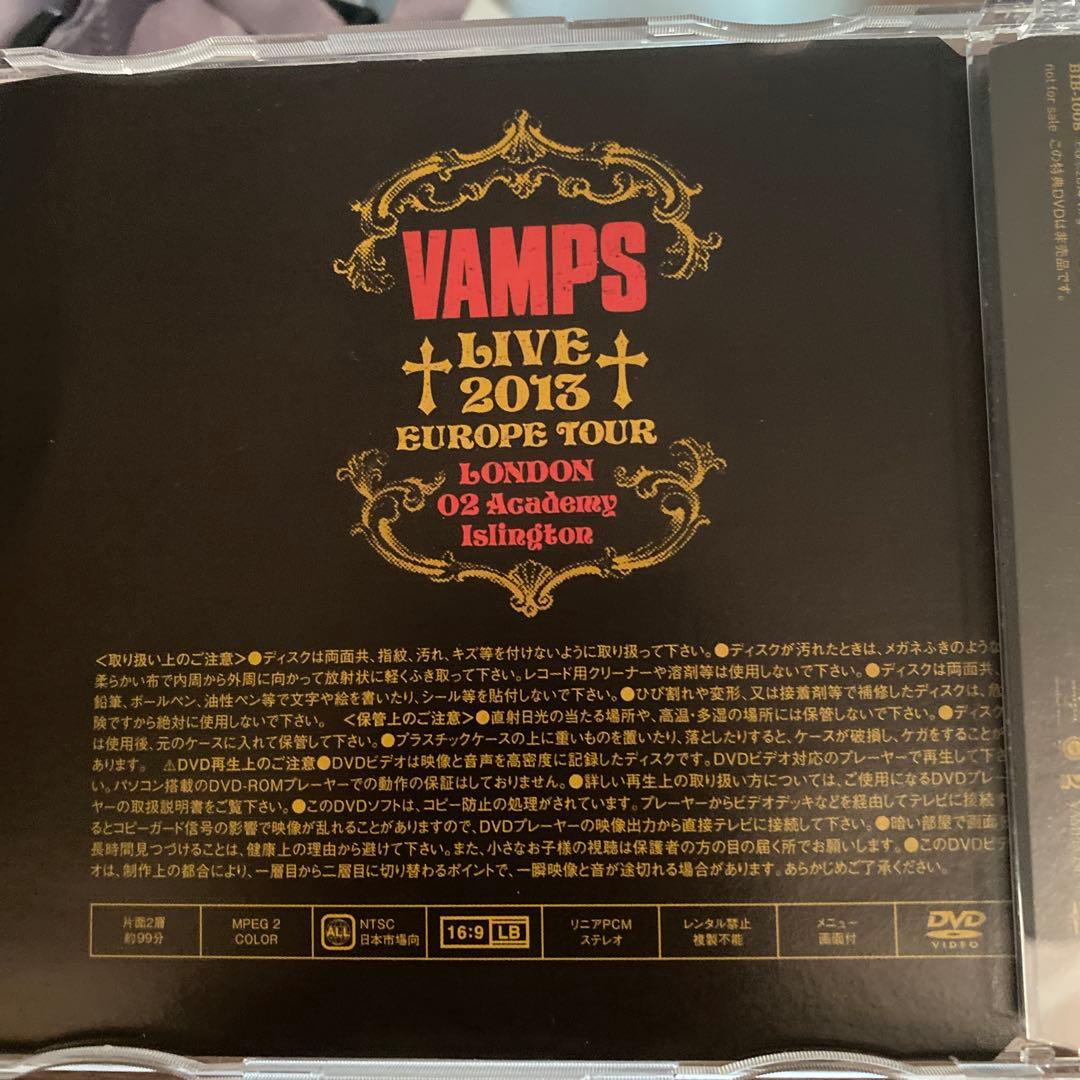 VAMPS
LIVE
2013
EUROPE TOUR
LONDON
O2 Academy
Islington
<取り扱い上のご注意>●ディスクは両面共、指紋、汚れ、キズ等を付けないように取り扱って下さい。●ディスクが汚れたときは、メガネふきのような
柔らかい布で内周から外周に向かって放射状に軽くふき取って下さい。レコード用クリーナーや溶剤等は使用しないで下さい。●ディスクは両面共、
鉛筆、ボールペン、油性ペン等で文字や絵を書いたり、シール等を貼付しないで下さい。●ひび割れや変形、又は接着剤等で補修したディスクは、危
険ですから絶対に使用しないで下さい。 <保管上のご注意>●直射日光の当たる場所や、高温・多湿の場所には保管しないで下さい。●ディスク
は使用後、元のケースに入れて保管して下さい。●プラスチックケースの上に重いものを置いたり、落としたりすると、ケースが破損し、ケガをすることが
あります。 ⚠DVD再生上のご注意●DVDビデオは映像と音声を高密度に記録したディスクです。DVDビデオ対応のプレーヤーで再生して下さ
い。パソコン搭載のDVD-ROMプレーヤーでの動作の保証はしておりません。●詳しい再生上の取り扱い方については、ご使用になるDVDプレー
ヤーの取扱説明書をご覧下さい。●このDVDソフトは、コピー防止の処理がされています。プレーヤーからビデオデッキなどを経由してテレビに接続
るとコピーガード信号の影響で映像が乱れることがありますので、DVDプレーヤーの映像出力から直接テレビに接続して下さい。●暗い部屋で画面
長時間見つづけることは、健康上の理由から避けて下さい。また、小さなお子様の視聴は保護者の方の目の届く所でお願いします。●このDVDビデ
オは、制作上の都合により、一層目から二層目に切り替わるポイントで、一瞬映像と音が途切れる場合があります。あらかじめご了承ください。
片面2層
約99分
MPEG 2
COLOR
ALL
NTSC
日本市場向
16:9 LB
リニアPCM
ステレオ
レンタル禁止
複製不能
メニュー
画面付
DVD
VIDEO
not for sale この特典DVDは非売品です。